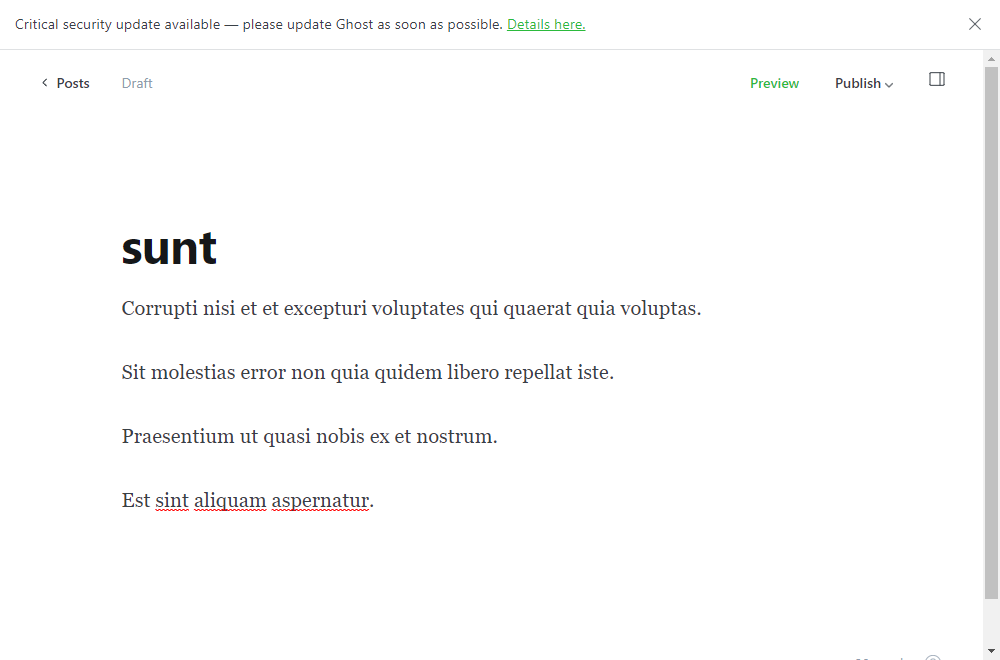 Critical security update available — please update Ghost as soon as possible. Details here.
Posts
Draft
Preview
Publish
sunt
Corrupti nisi et et excepturi voluptates qui quaerat quia voluptas.
Sit molestias error non quia quidem libero repellat iste.
Praesentium ut quasi nobis ex et nostrum.
Est sint aliquam aspernatur.